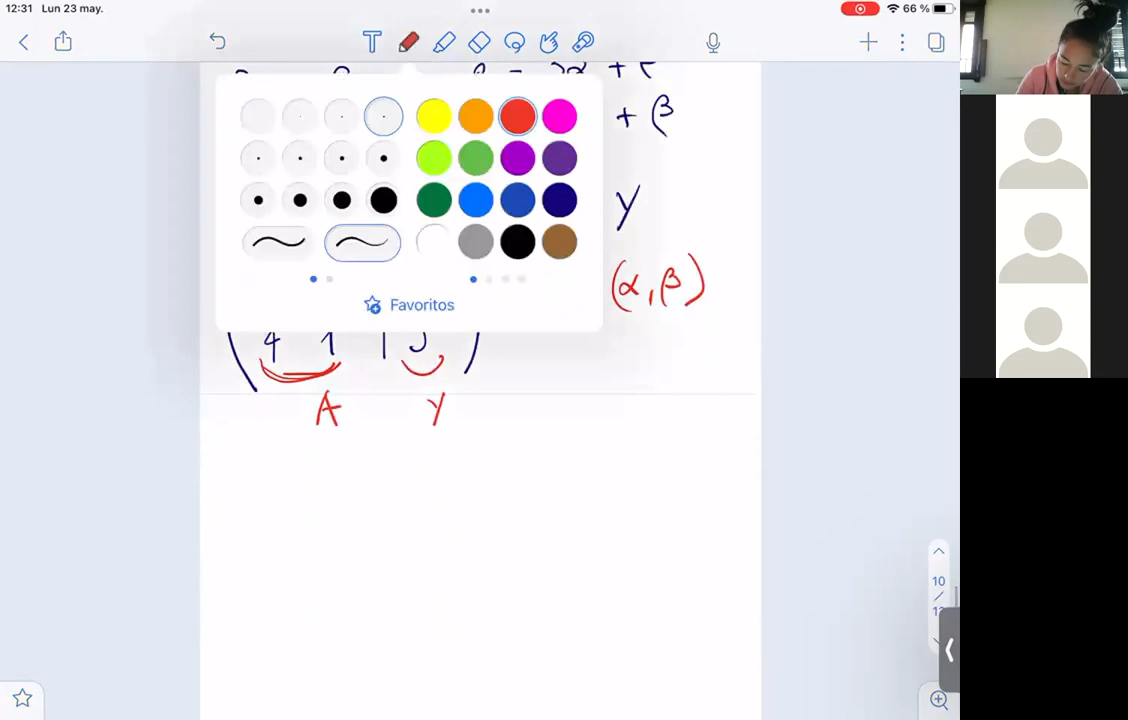 12:31 Lun 23 may.
66 %
T
+ β
y
(α, β)
Favoritos
4 1 | 5
A y
10
/